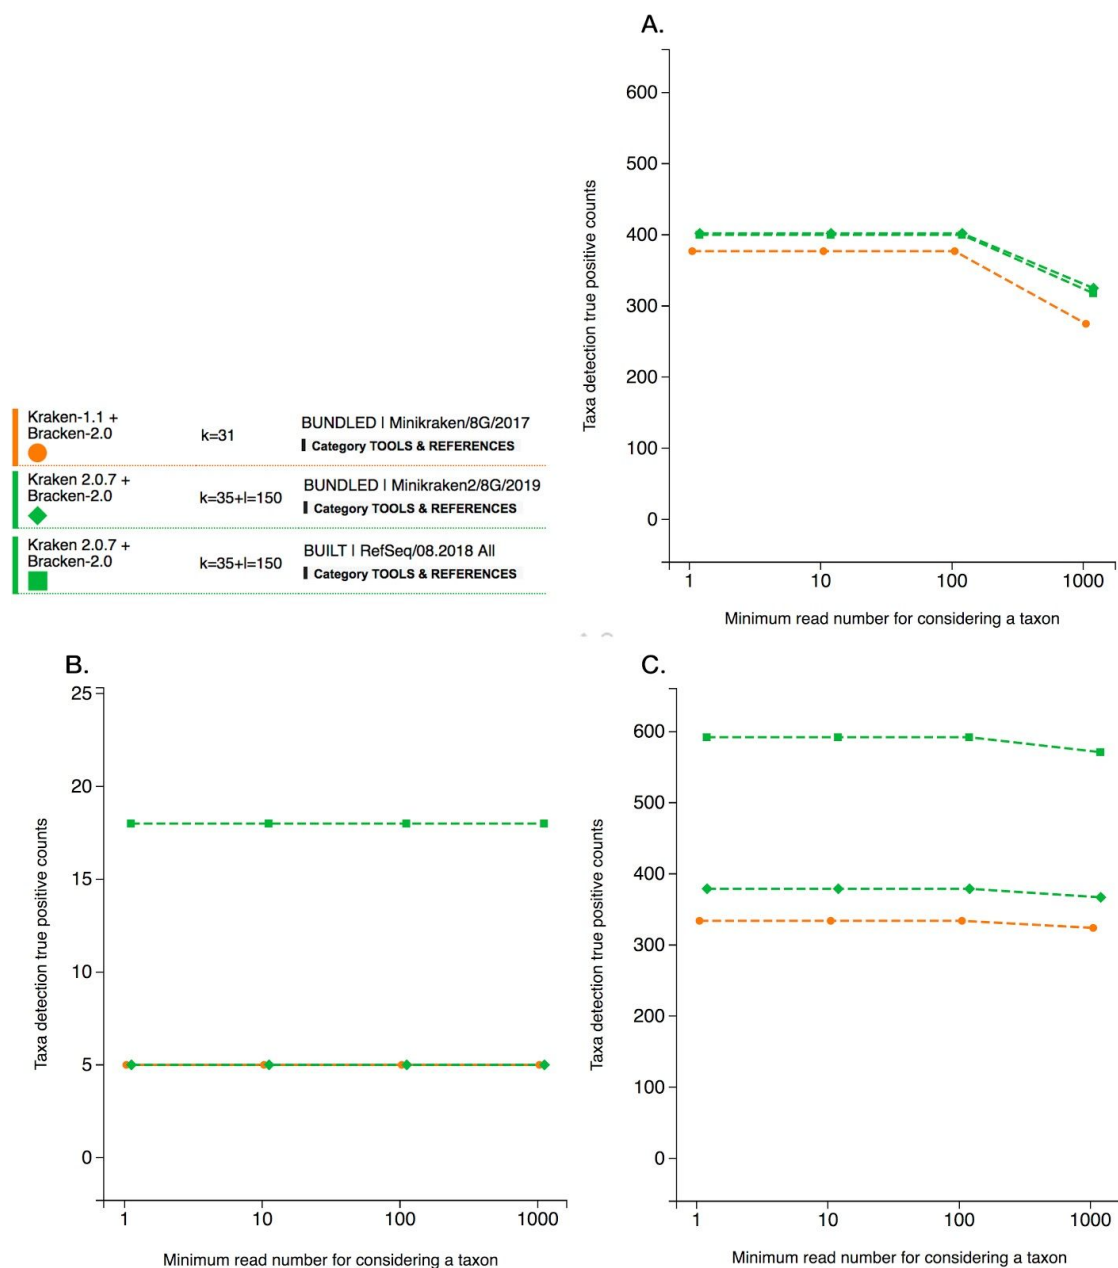 A.
600
500
400
300
200
100
0
1 10 100 1000
Taxa detection true positive counts
Minimum read number for considering a taxon
Kraken-1.1 +
Bracken-2.0
k=31
BUNDLED | Minikraken/8G/2017
Category TOOLS & REFERENCES
Kraken 2.0.7 +
Bracken-2.0
k=35+l=150
BUNDLED | Minikraken2/8G/2019
Category TOOLS & REFERENCES
Kraken 2.0.7 +
Bracken-2.0
k=35+l=150
BUILT | RefSeq/08.2018 All
Category TOOLS & REFERENCES
B.
25
20
15
10
5
0
1 10 100 1000
Taxa detection true positive counts
Minimum read number for considering a taxon
C.
600
500
400
300
200
100
0
1 10 100 1000
Taxa detection true positive counts
Minimum read number for considering a taxon